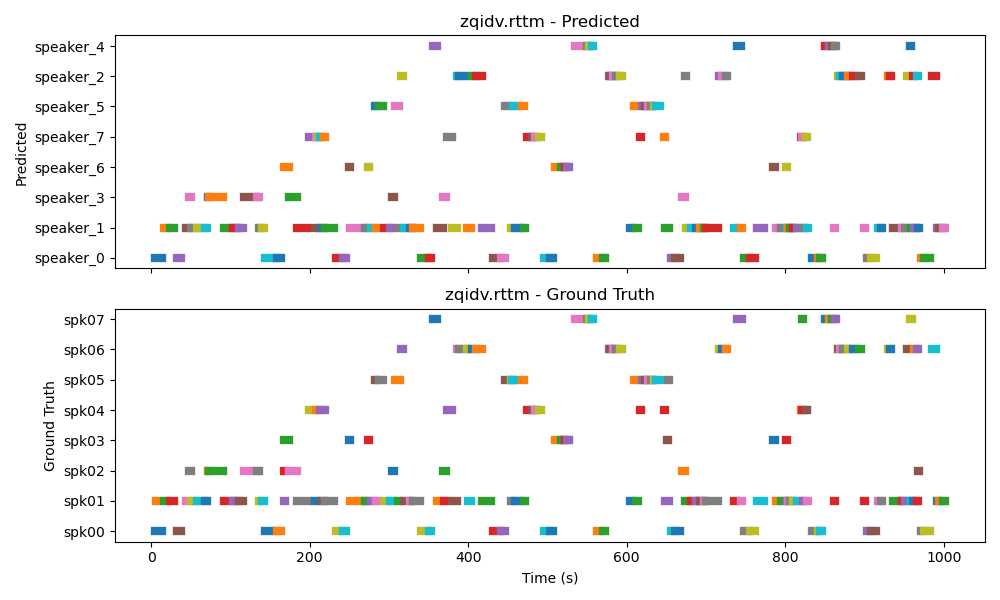 zqidv.rttm - Predicted
speaker_4
speaker_2
speaker_5
speaker_7
speaker_6
speaker_3
speaker_1
speaker_0
Predicted
zqidv.rttm - Ground Truth
spk07
spk06
spk05
spk04
spk03
spk02
spk01
spk00
Ground Truth
0 200 400 600 800 1000
Time (s)